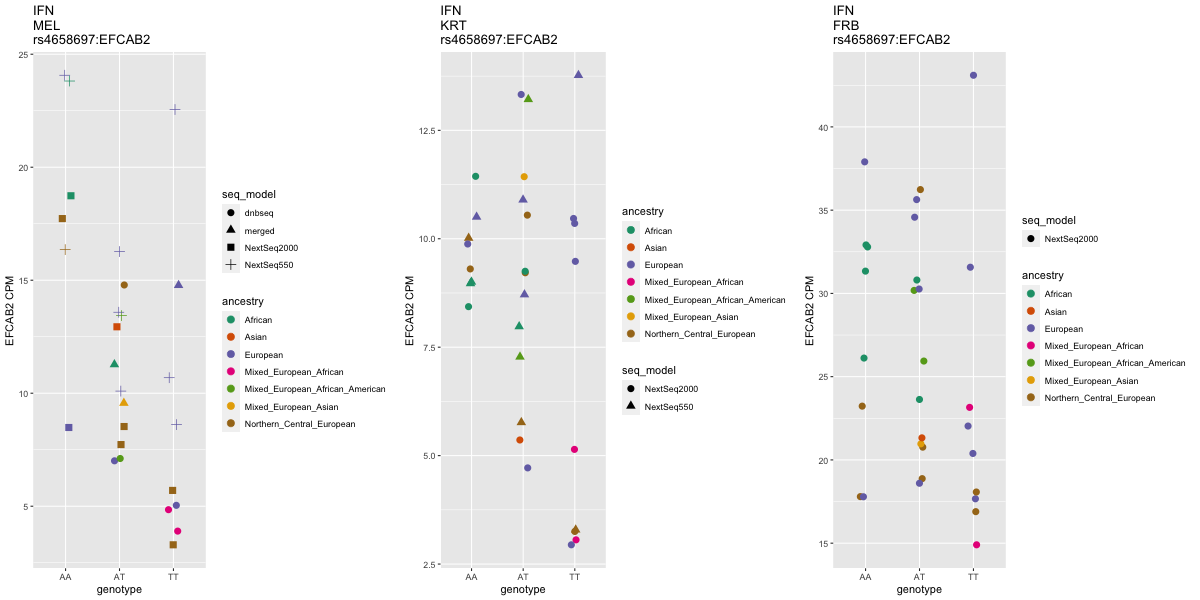 IFN
MEL
rs4658697:EFCAB2
25
20
15
10
5
EFCAB2 CPM
AA
AT
TT
genotype
seq_model
dnbseq
merged
NextSeq2000
NextSeq550
ancestry
African
Asian
European
Mixed_European_African
Mixed_European_African_American
Mixed_European_Asian
Northern_Central_European
IFN
KRT
rs4658697:EFCAB2
12.5
10.0
7.5
5.0
2.5
EFCAB2 CPM
AA
AT
TT
genotype
ancestry
African
Asian
European
Mixed_European_African
Mixed_European_African_American
Mixed_European_Asian
Northern_Central_European
seq_model
NextSeq2000
NextSeq550
IFN
FRB
rs4658697:EFCAB2
40
35
30
25
20
15
EFCAB2 CPM
AA
AT
TT
genotype
seq_model
NextSeq2000
ancestry
African
Asian
European
Mixed_European_African
Mixed_European_African_American
Mixed_European_Asian
Northern_Central_European